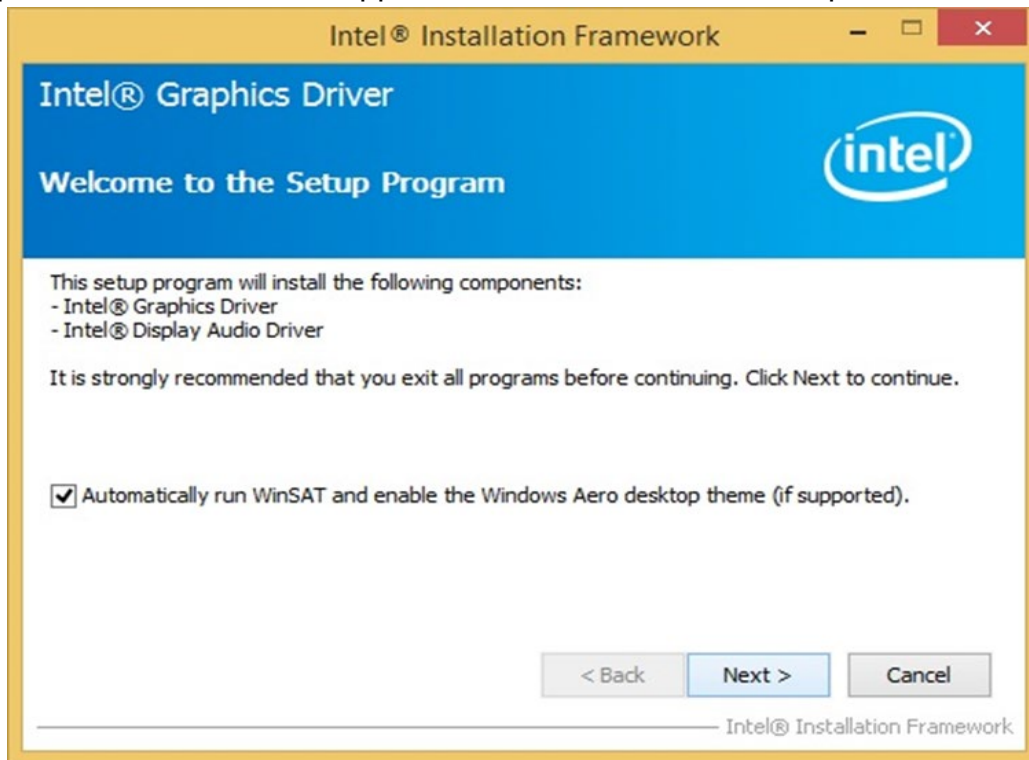 Intel® Installation Framework
Intel® Graphics Driver
intel®
Welcome to the Setup Program
This setup program will install the following components:
- Intel® Graphics Driver
- Intel® Display Audio Driver
It is strongly recommended that you exit all programs before continuing. Click Next to continue.
Automatically run WinSAT and enable the Windows Aero desktop theme (if supported).
< Back Next > Cancel
Intel® Installation Framework